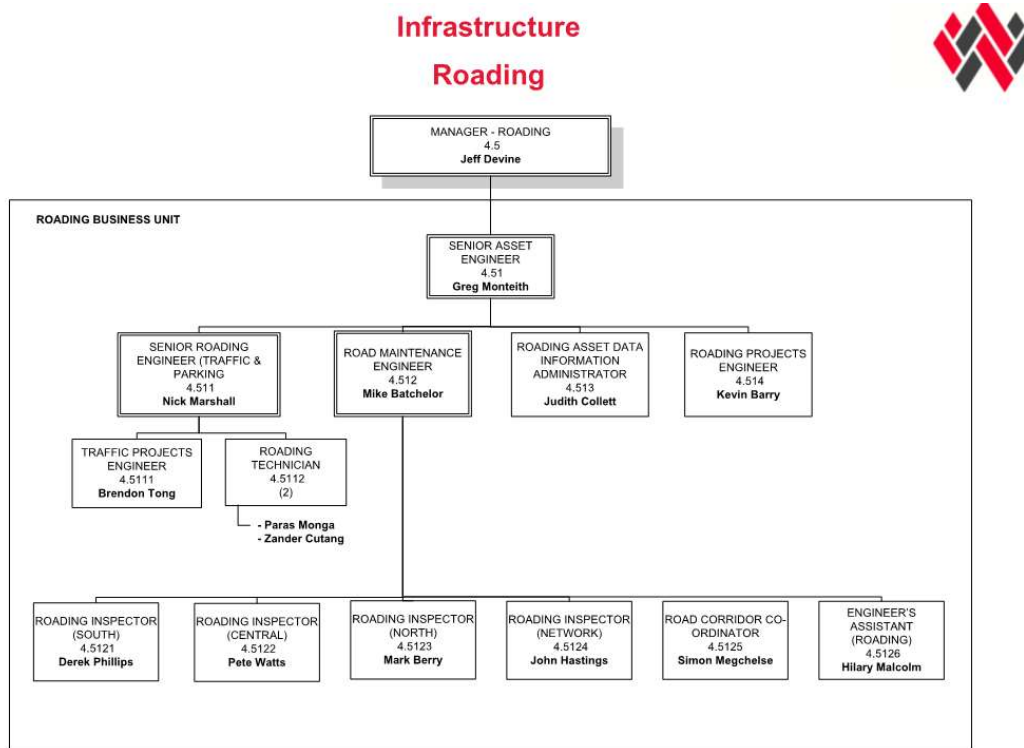 Infrastructure
Roading
MANAGER - ROADING
4.5
Jeff Devine
ROADING BUSINESS UNIT
SENIOR ASSET
ENGINEER
4.51
Greg Monteith
SENIOR ROADING
ENGINEER (TRAFFIC &
PARKING
4.511
Nick Marshall
ROAD MAINTENANCE
ENGINEER
4.512
Mike Batchelor
ROADING ASSET DATA
INFORMATION
ADMINISTRATOR
4.513
Judith Collett
ROADING PROJECTS
ENGINEER
4.514
Kevin Barry
TRAFFIC PROJECTS
ENGINEER
4.5111
Brendon Tong
ROADING
TECHNICIAN
4.5112
(2)
- Paras Monga
- Zander Cutang
ROADING INSPECTOR
(SOUTH)
4.5121
Derek Phillips
ROADING INSPECTOR
(CENTRAL)
4.5122
Pete Watts
ROADING INSPECTOR
(NORTH)
4.5123
Mark Berry
ROADING INSPECTOR
(NETWORK)
4.5124
John Hastings
ROAD CORRIDOR CO-
ORDINATOR
4.5125
Simon Megchelse
ENGINEER'S
ASSISTANT
(ROADING)
4.5126
Hilary Malcolm